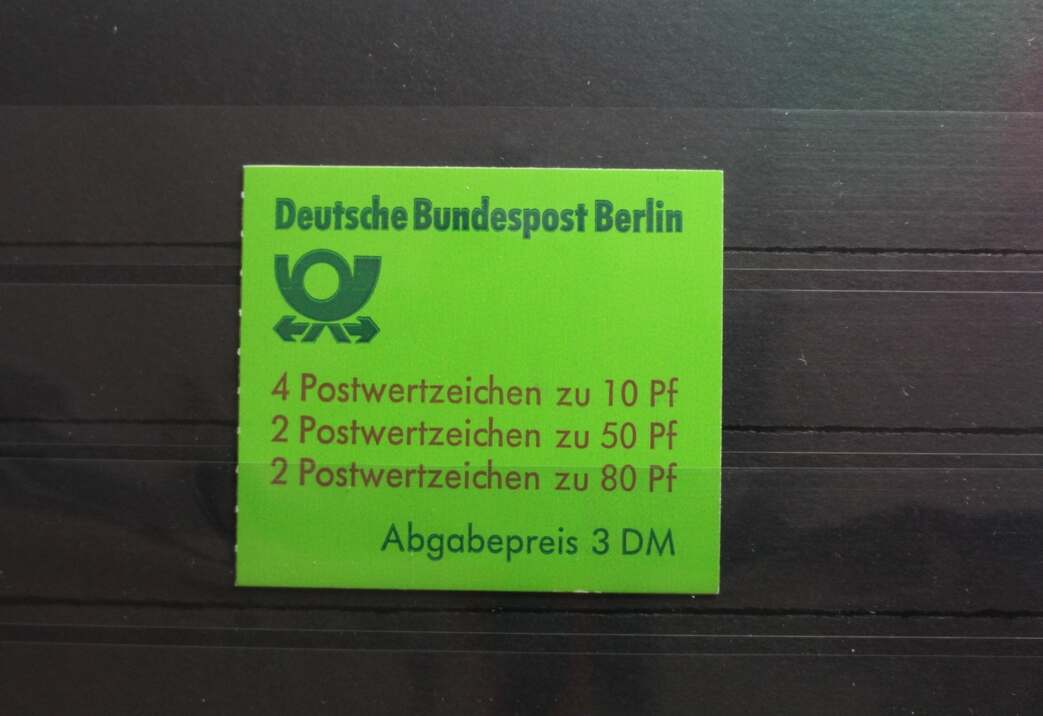 Deutsche Bundespost Berlin
4 Postwertzeichen zu 10 Pf
2 Postwertzeichen zu 50 Pf
2 Postwertzeichen zu 80 Pf
Abgabepreis 3 DM